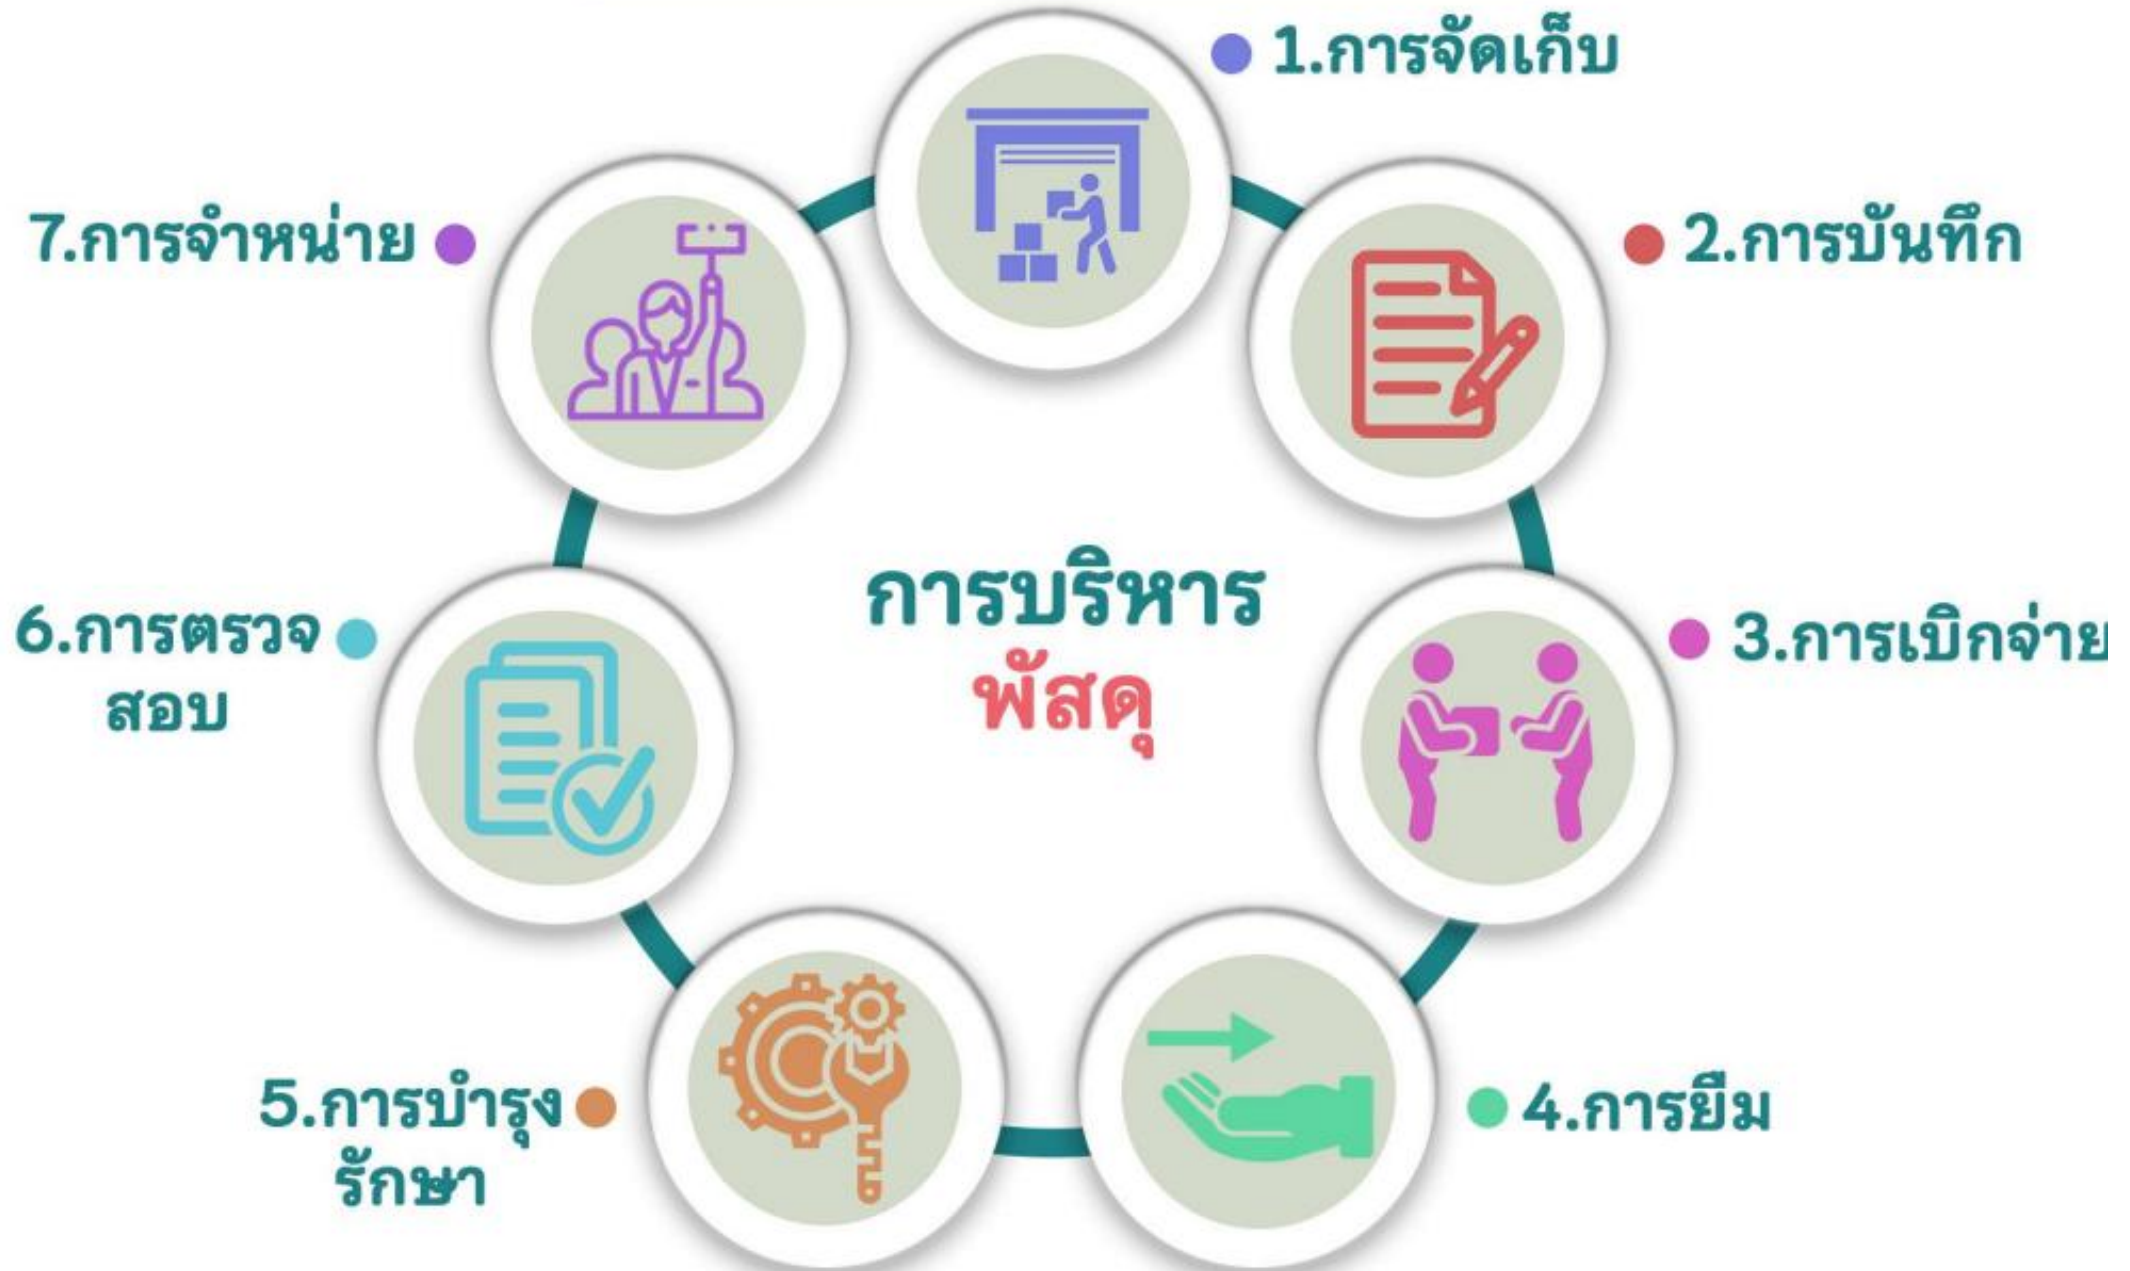 การบริหาร
พัสดุ
1.การจัดเก็บ
2.การบันทึก
3.การเบิกจ่าย
4.การยืม
5.การบำรุง
รักษา
6.การตรวจ
สอบ
7.การจำหน่าย